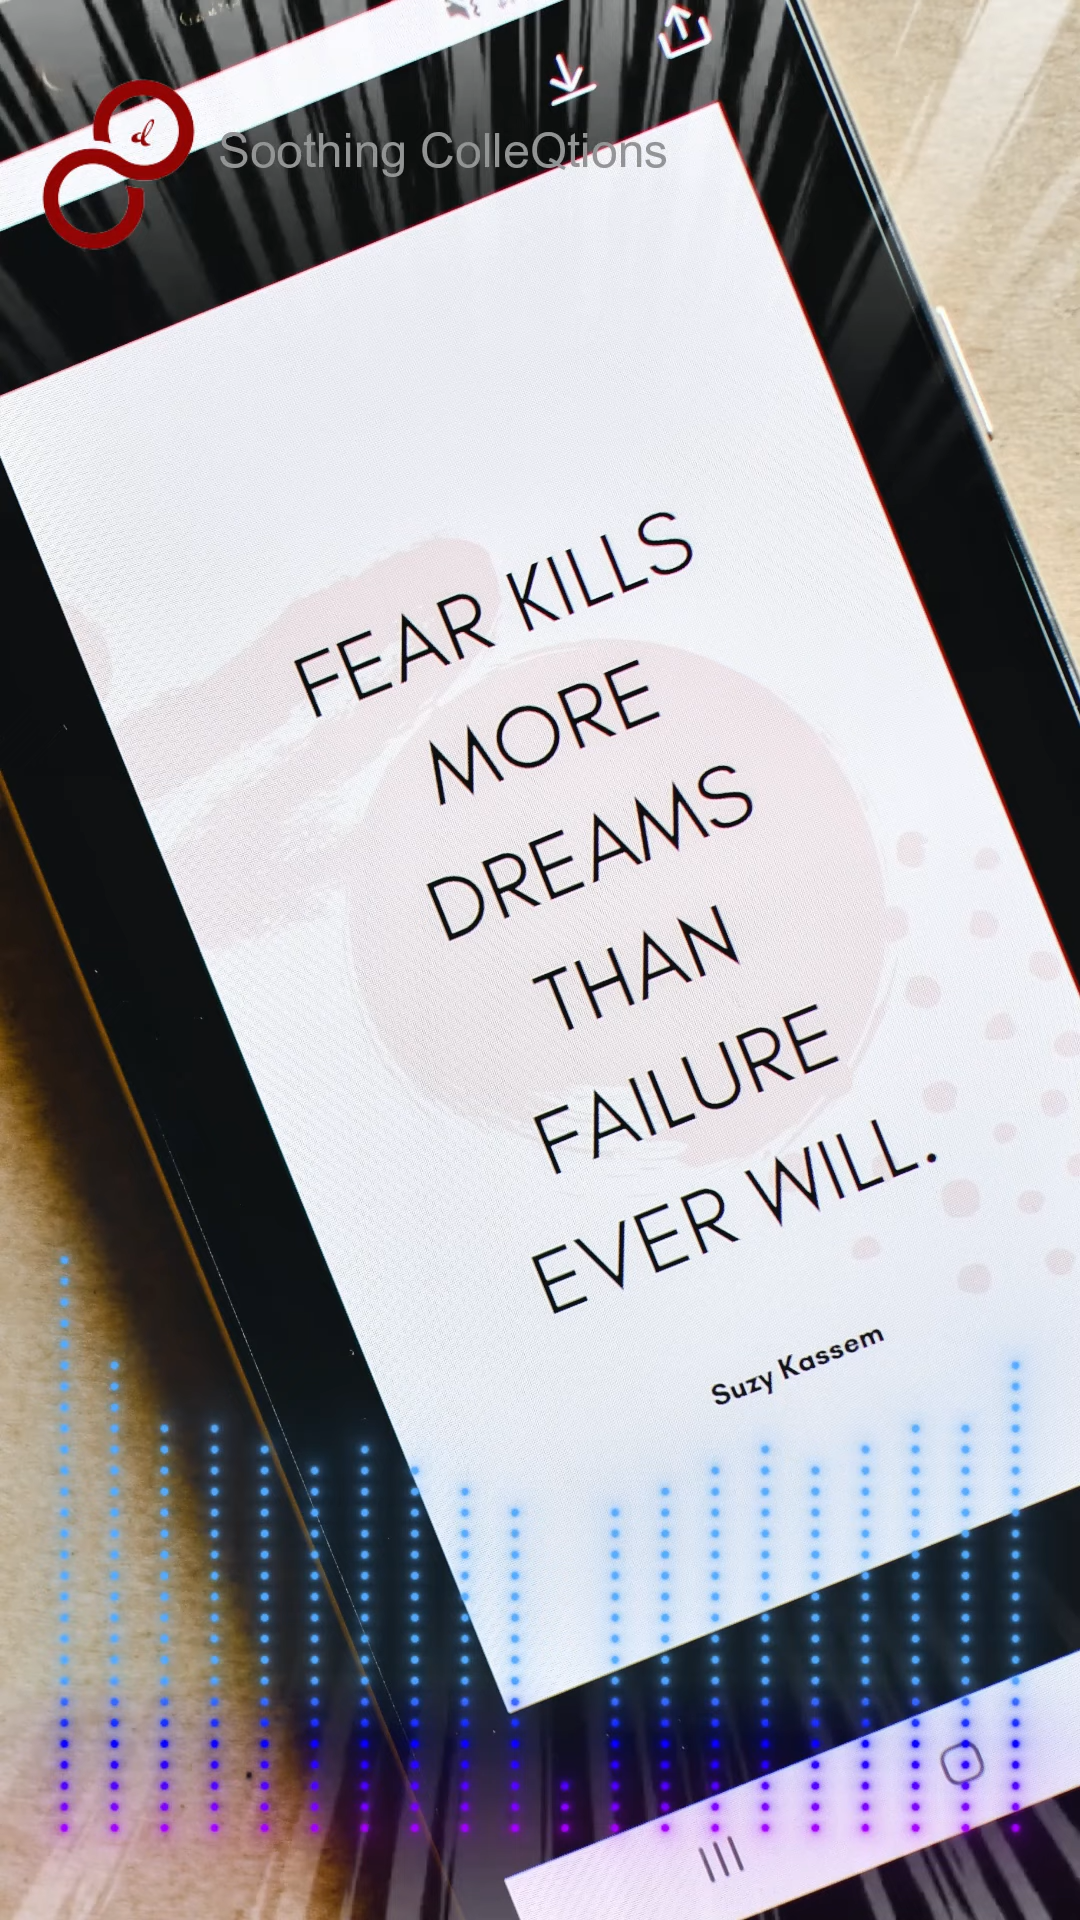 d
Soothing ColleQtions
FEAR KILLS
MORE
DREAMS
THAN
FAILURE
EVER WILL.
Suzy Kassem